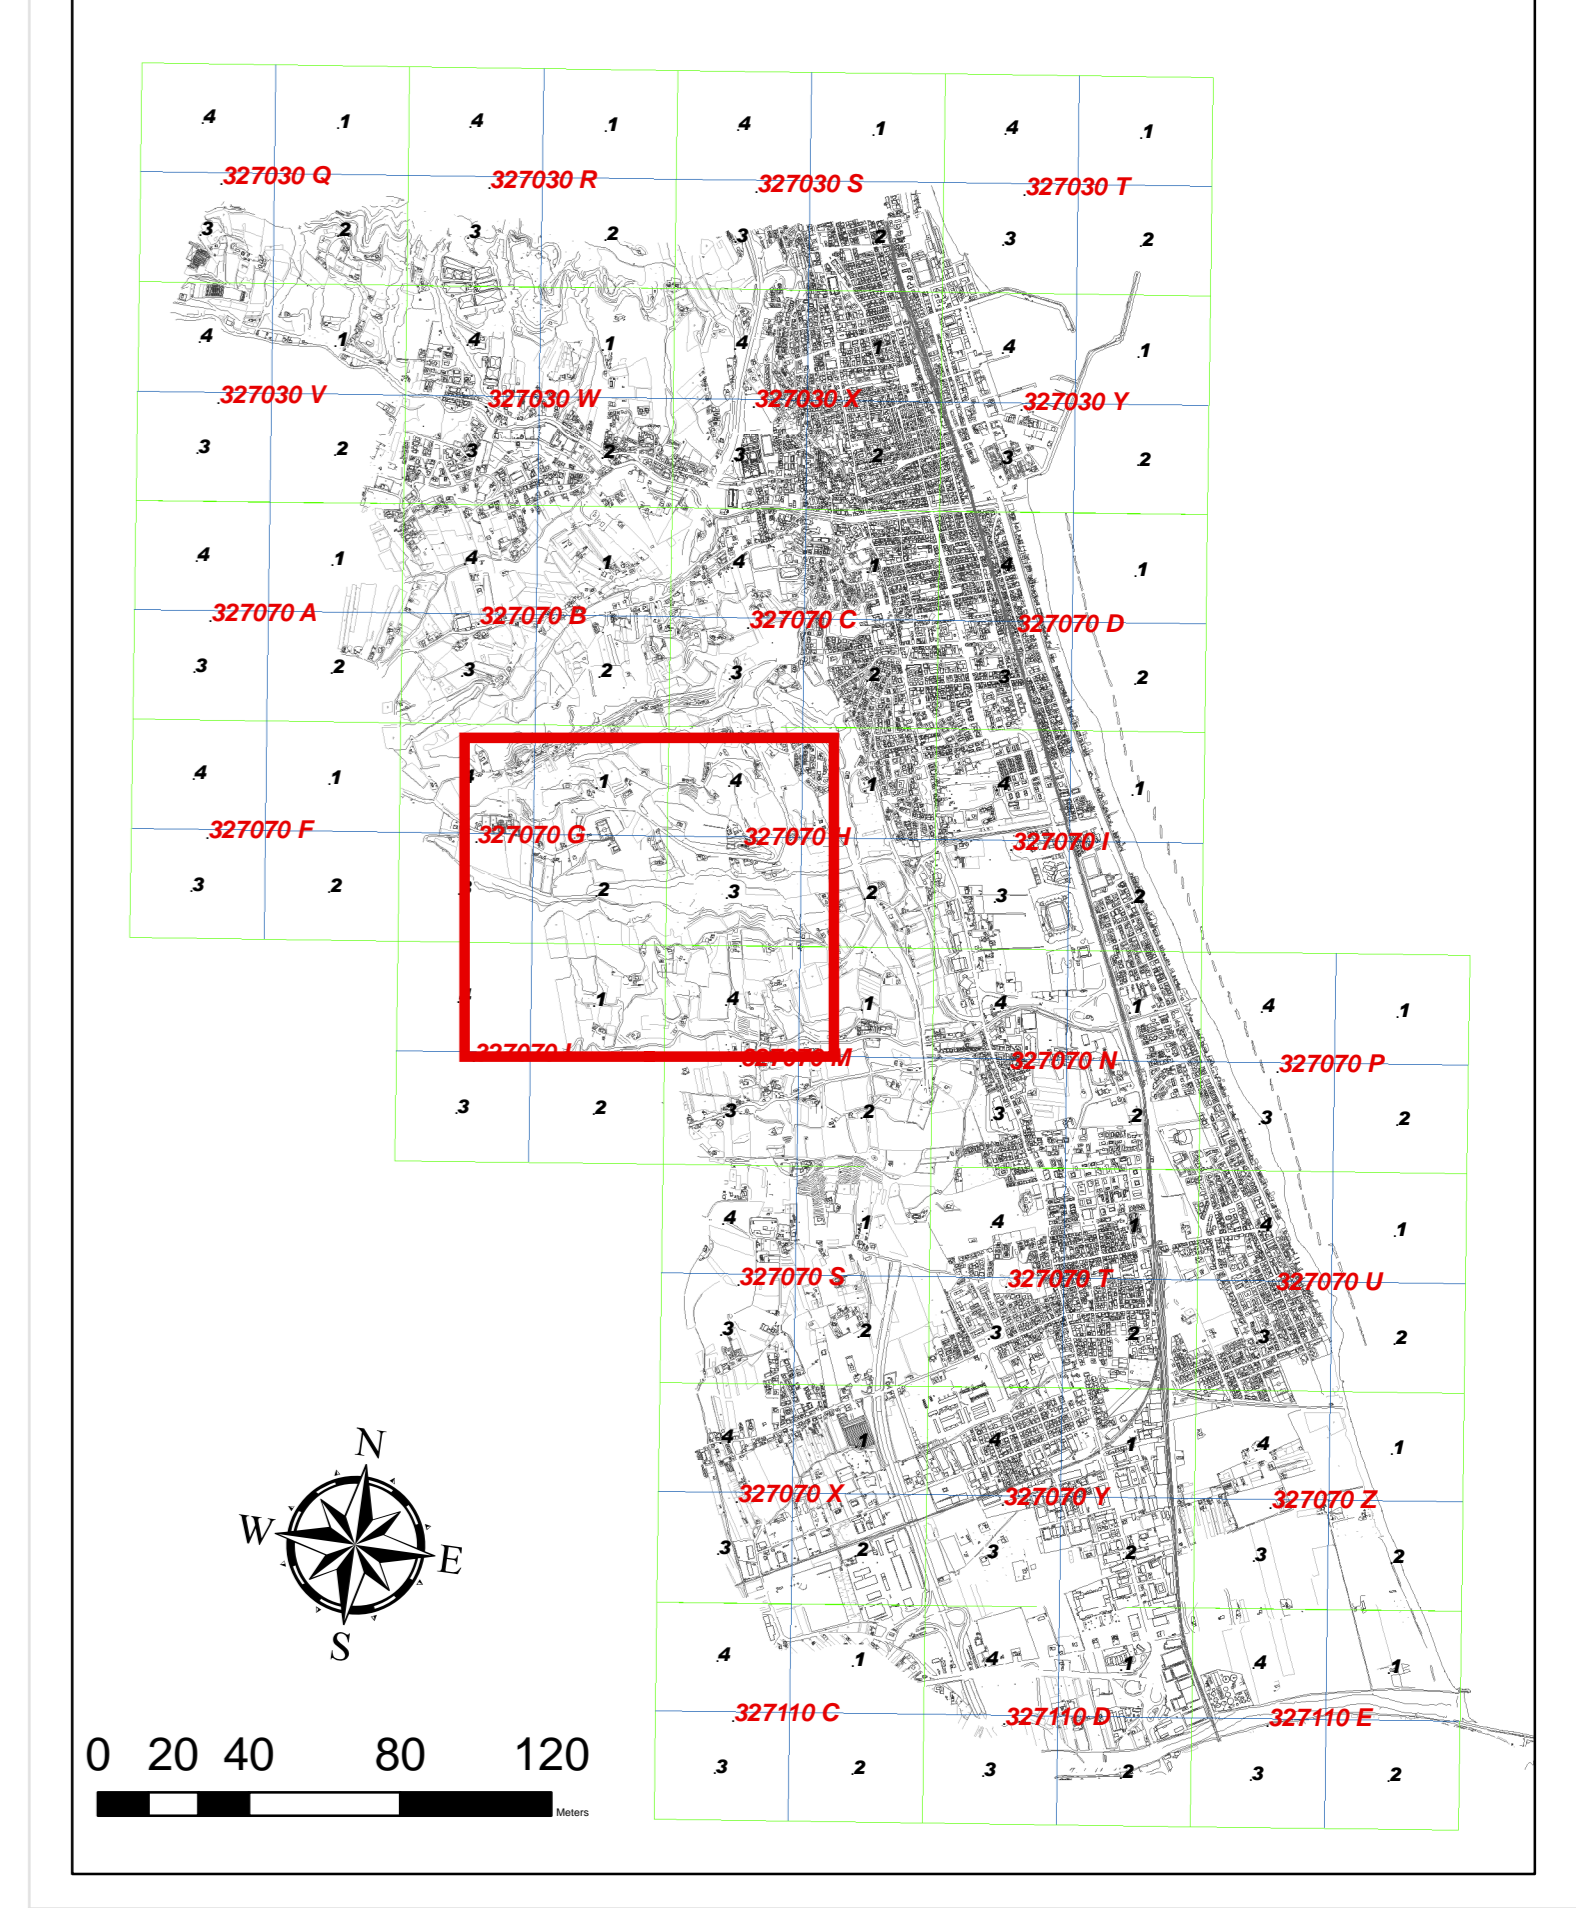 4 1 4 1 4 1 4 1
327030 Q 327030 R 327030 S 327030 T
3 2 3 2 3 2 3 2
4 1 4 1 4 1 4 1
327030 V 327030 W 327030 X 327030 Y
3 2 3 2 3 2 3 2
4 1 4 1 4 1 4 1
327070 A 327070 B 327070 C 327070 D
3 2 3 2 3 2 3 2
4 1 4 1 4 1 4 1
327070 F 327070 G 327070 H 327070 I
3 2 3 2 3 2 3 2
1 4 1 4 1 4 1
327070 M 327070 N 327070 P
3 2 3 2 3 2 3 2
4 1 4 1 4 1
327070 S 327070 T 327070 U
3 2 3 2 3 2
4 1 4 1 4 1
327070 X 327070 Y 327070 Z
3 2 3 2 3 2
4 1 4 1 4 1
327110 C 327110 D 327110 E
3 2 3 2 3 2
N
W
E
S
0 20 40 80 120
Meters